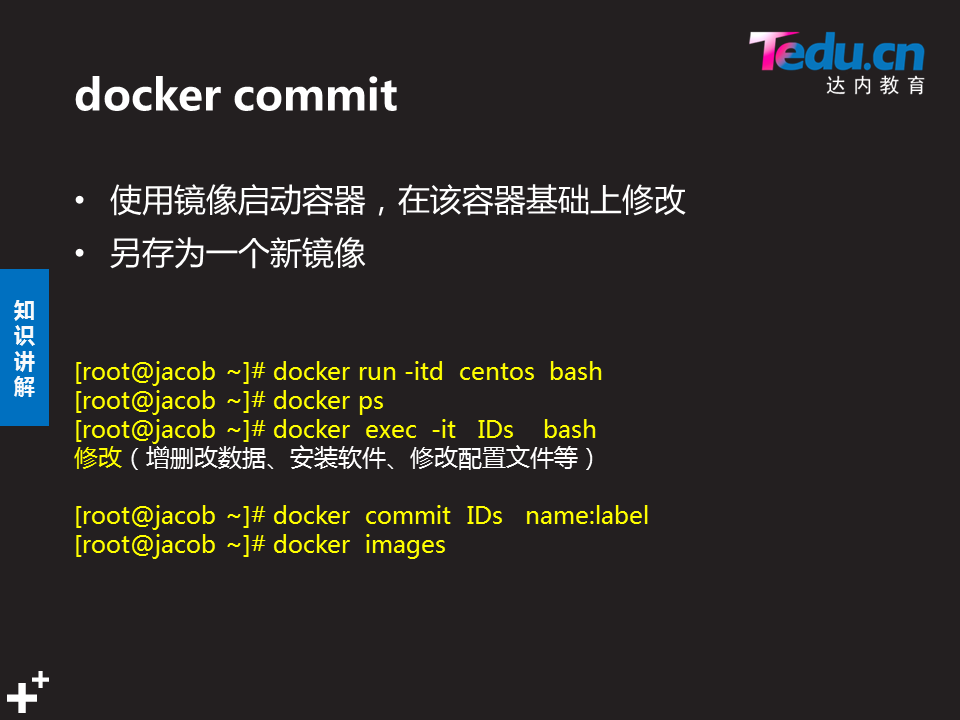 Tedu.cn
达内教育
docker commit
• 使用镜像启动容器，在该容器基础上修改
• 另存为一个新镜像
知识讲解
[root@jacob ~]# docker run -itd  centos  bash
[root@jacob ~]# docker ps
[root@jacob ~]# docker  exec  -it   IDs    bash
修改（增删改数据、安装软件、修改配置文件等）
[root@jacob ~]# docker  commit  IDs   name:label
[root@jacob ~]# docker  images